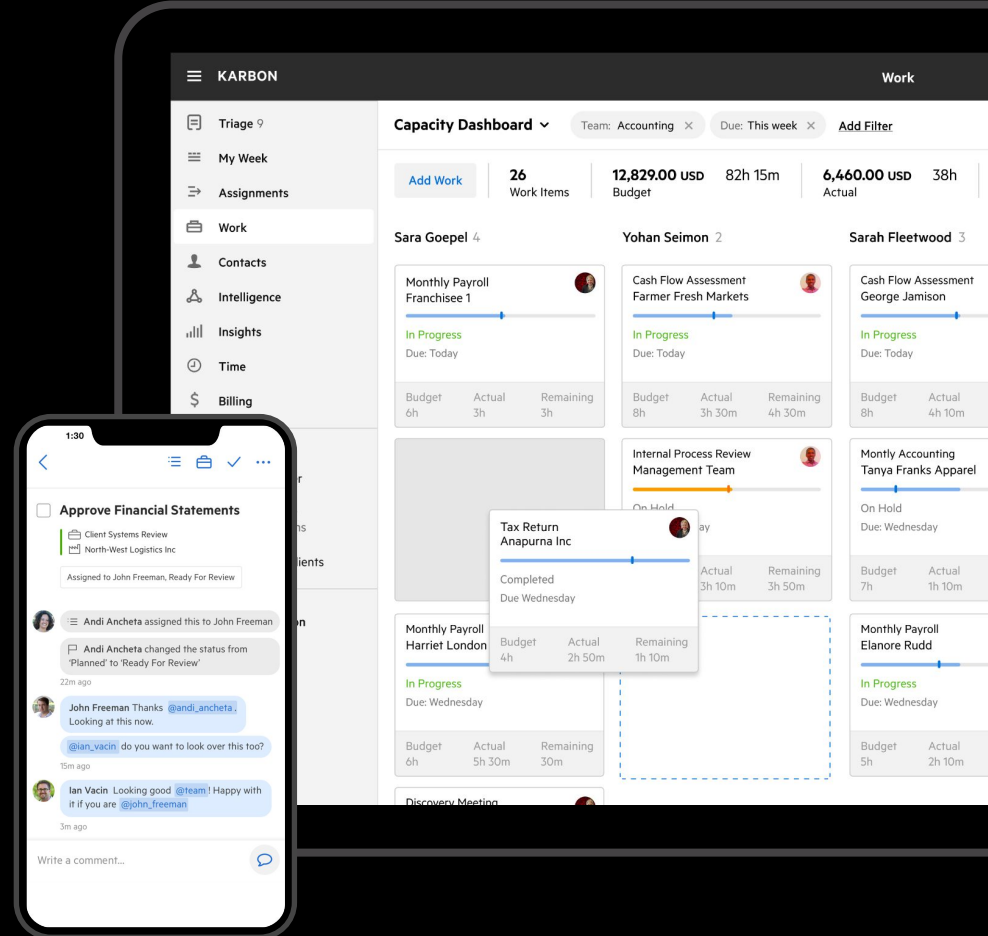 KARBON
Work
Triage 9
My Week
Assignments
Work
Contacts
Intelligence
Insights
Time
Billing
Capacity Dashboard
Team: Accounting ×
Due: This week ×
Add Filter
Add Work
26
Work Items
12,829.00 USD 82h 15m
Budget
6,460.00 USD 38h
Actual
Sara Goepel 4
Monthly Payroll
Franchisee 1
In Progress
Due: Today
Budget Actual Remaining
6h 3h 3h
Tax Return
Anapurna Inc
Completed
Due Wednesday
Budget Actual Remaining
4h 2h 50m 1h 10m
Monthly Payroll
Harriet London
In Progress
Due: Wednesday
Budget Actual Remaining
6h 5h 30m 30m
Discovery Meeting
Yohan Seimon 2
Cash Flow Assessment
Farmer Fresh Markets
In Progress
Due: Today
Budget Actual Remaining
8h 3h 30m 4h 30m
Internal Process Review
Management Team
On Hold
ay
Actual Remaining
3h 10m 3h 50m
Sarah Fleetwood 3
Cash Flow Assessment
George Jamison
In Progress
Due: Today
Budget Actual
8h 4h 10m
Montly Accounting
Tanya Franks Apparel
On Hold
Due: Wednesday
Budget Actual
7h 1h 10m
Monthly Payroll
Elanore Rudd
In Progress
Due: Wednesday
Budget Actual
5h 2h 10m
1:30
Approve Financial Statements
Client Systems Review
North-West Logistics Inc
Assigned to John Freeman, Ready For Review
Andi Ancheta assigned this to John Freeman
Andi Ancheta changed the status from
'Planned' to 'Ready For Review'
22m ago
John Freeman Thanks @andi_ancheta .
Looking at this now.
@ian_vacin do you want to look over this too?
15m ago
Ian Vacin Looking good @team ! Happy with
it if you are @john_freeman
3m ago
Write a comment...